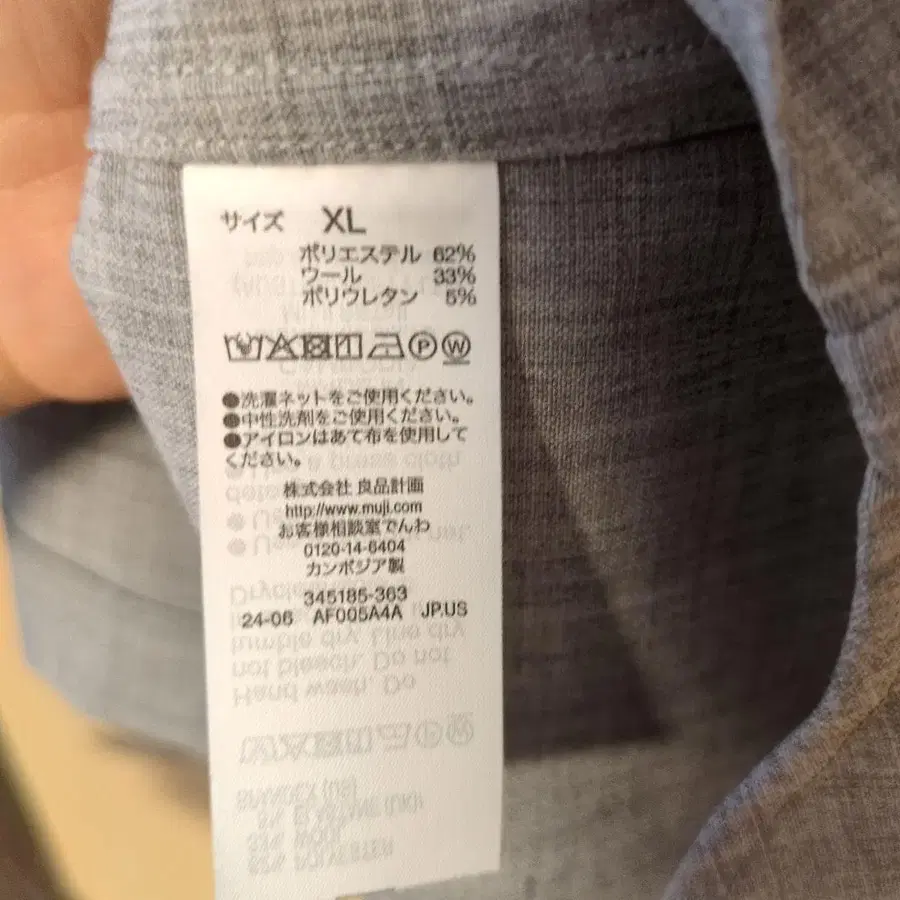 サイズ XL
ポリエステル 62%
ウール 33%
ポリウレタン 5%
P W
●洗濯ネットをご使用ください。
●中性洗剤をご使用ください。
●アイロンはあて布を使用して
ください。
株式会社 良品計画
http://www.muji.com
お客様相談室でんわ
0120-14-6404
カンボジア製
345185-363
24-06 AF005A4A JP.US